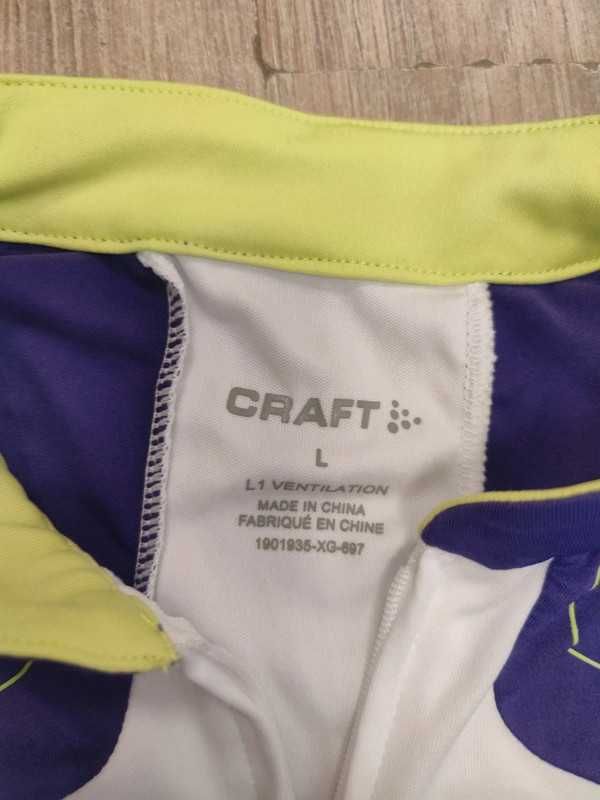 CRAFT
L
L1 VENTILATION
MADE IN CHINA
FABRIQUÉ EN CHINE
1901935-XG-697